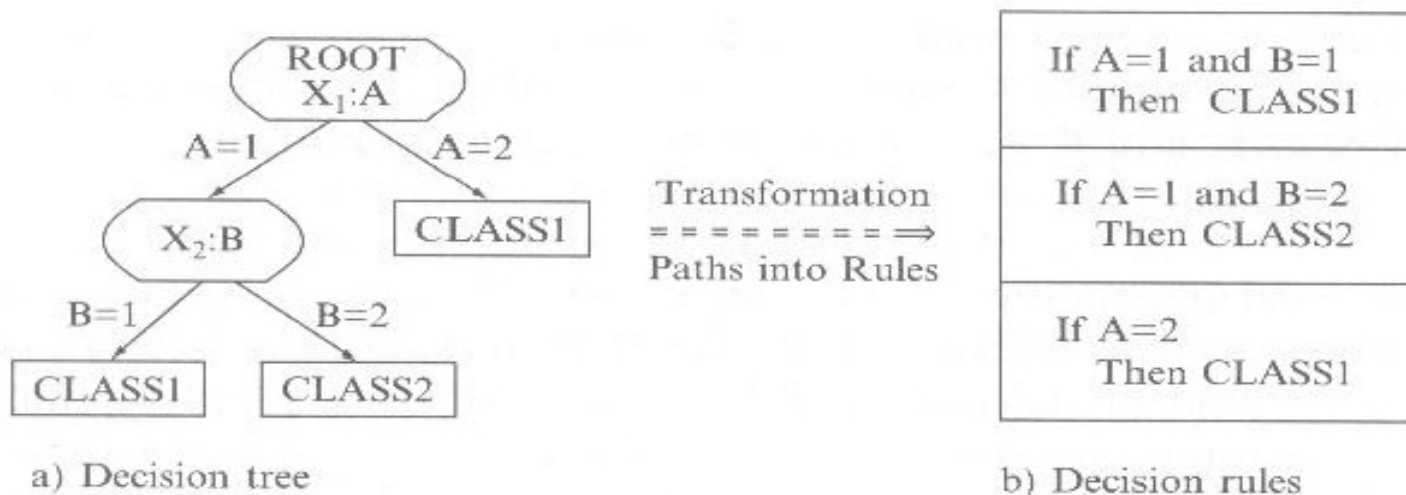 ROOT
X₁:A
A=1
A=2
X₂:B
CLASS1
B=1
B=2
CLASS1
CLASS2
a) Decision tree
Transformation
= = = = = = = = = ⇒
Paths into Rules
If A=1 and B=1
Then CLASS1
If A=1 and B=2
Then CLASS2
If A=2
Then CLASS1
b) Decision rules